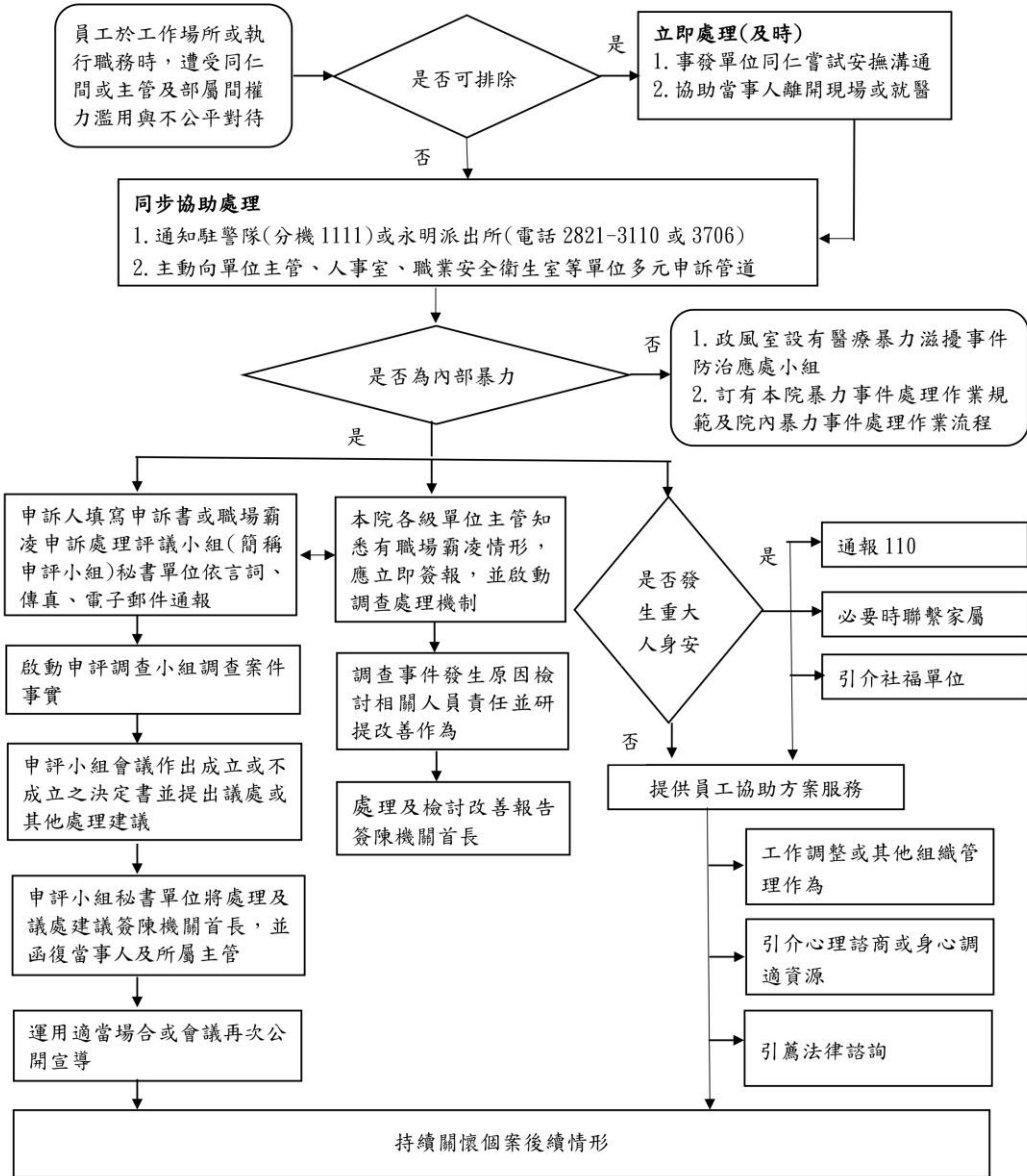 員工於工作場所或執
行職務時，遭受同仁
間或主管及部屬間權
力濫用與不公平對待
是否可排除
是
立即處理(及時)
1.事發單位同仁嘗試安撫溝通
2.協助當事人離開現場或就醫
否
同步協助處理
1.通知駐警隊(分機1111)或永明派出所(電話2821-3110或3706)
2.主動向單位主管、人事室、職業安全衛生室等單位多元申訴管道
是否為內部暴力
否
1.政風室設有醫療暴力滋擾事件
防治應處小組
2.訂有本院暴力事件處理作業規
範及院內暴力事件處理作業流程
是
申訴人填寫申訴書或職場霸
凌申訴處理評議小組(簡稱
申評小組)秘書單位依言詞、
傳真、電子郵件通報
啟動申評調查小組調查案件
事實
申評小組會議作出成立或不
成立之決定書並提出議處或
其他處理建議
申評小組秘書單位將處理及
議處建議簽陳機關首長，並
函復當事人及所屬主管
運用適當場合或會議再次公
開宣導
本院各級單位主管知
悉有職場霸凌情形，
應立即簽報，並啟動
調查處理機制
調查事件發生原因檢
討相關人員責任並研
提改善作為
處理及檢討改善報告
簽陳機關首長
是否發
生重大
人身安
是
通報110
必要時聯繫家屬
引介社福單位
否
提供員工協助方案服務
工作調整或其他組織管
理作為
引介心理諮商或身心調
適資源
引薦法律諮詢
持續關懷個案後續情形